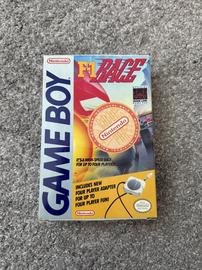 Nintendo
F1 RACE
GAME BOY
Nintendo
IT'S A HIGH-SPEED RACE
FOR UP TO FOUR PLAYERS!
INCLUDES NEW
FOUR PLAYER ADAPTER
FOR UP TO
FOUR PLAYER FUN!
Nintendo